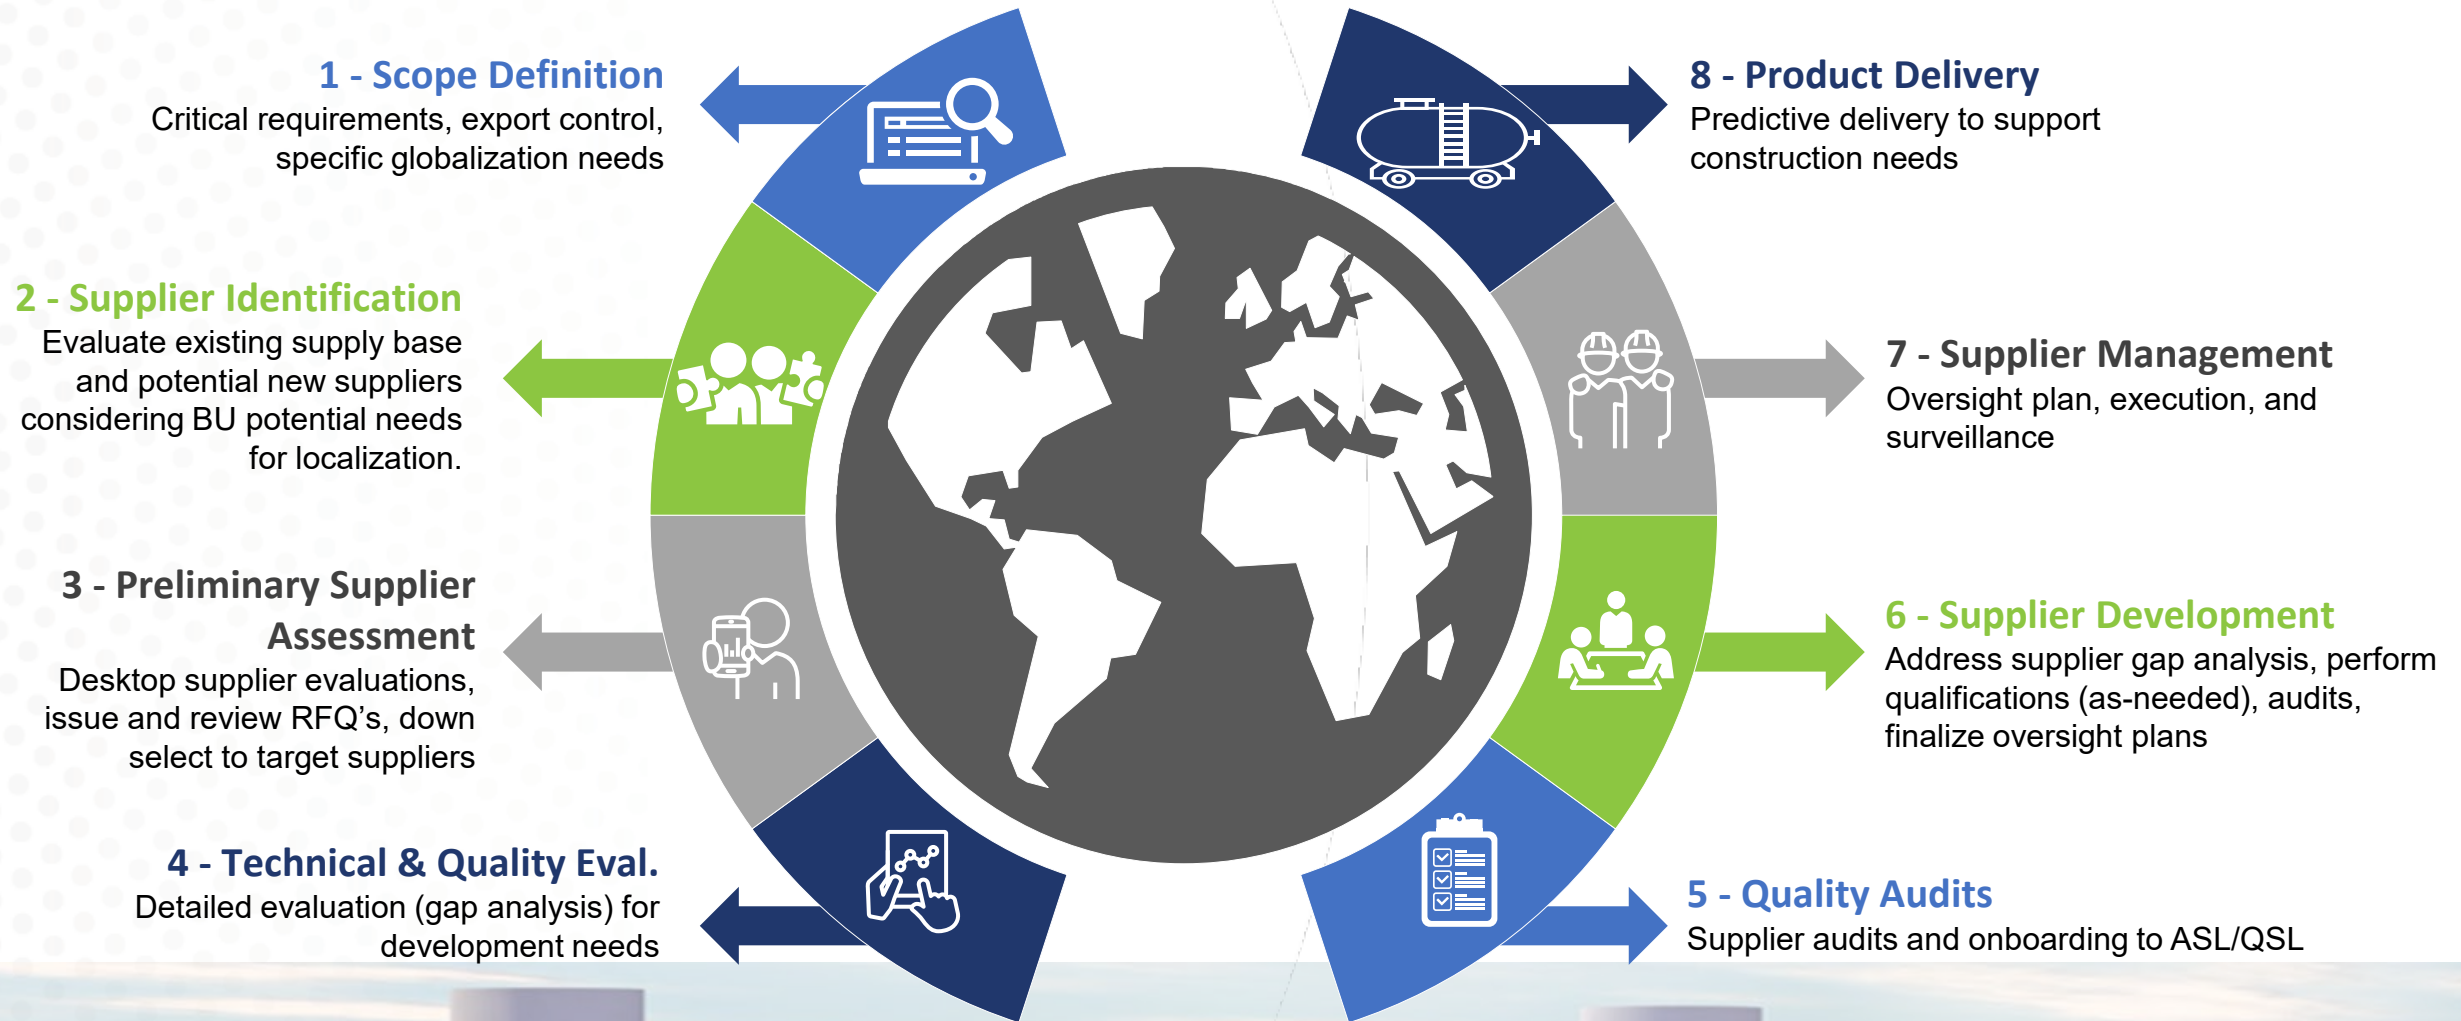 1 - Scope Definition
Critical requirements, export control,
specific globalization needs
2 - Supplier Identification
Evaluate existing supply base
and potential new suppliers
considering BU potential needs
for localization.
3 - Preliminary Supplier
Assessment
Desktop supplier evaluations,
issue and review RFQ’s, down
select to target suppliers
4 - Technical & Quality Eval.
Detailed evaluation (gap analysis) for
development needs
5 - Quality Audits
Supplier audits and onboarding to ASL/QSL
6 - Supplier Development
Address supplier gap analysis, perform
qualifications (as-needed), audits,
finalize oversight plans
7 - Supplier Management
Oversight plan, execution, and
surveillance
8 - Product Delivery
Predictive delivery to support
construction needs